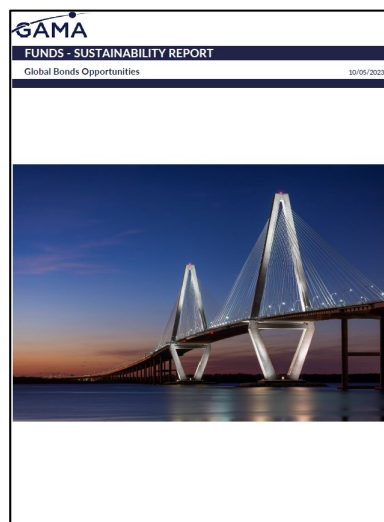 GAMA
FUNDS - SUSTAINABILITY REPORT
Global Bonds Opportunities 10/05/2023